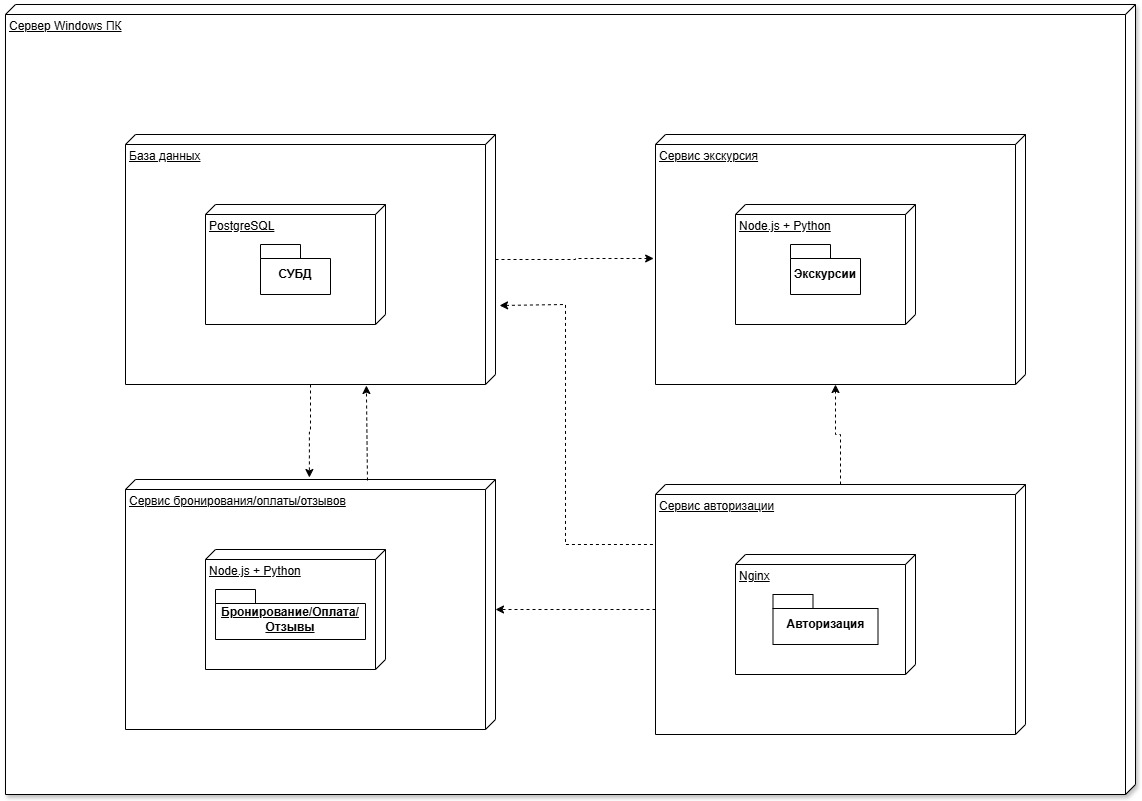 Сервер Windows ПК
База данных
PostgreSQL
СУБД
Сервис экскурсия
Node.js + Python
Экскурсии
Сервис бронирования/оплаты/отзывов
Node.js + Python
Бронирование/Оплата/
Отзывы
Сервис авторизации
Nginx
Авторизация